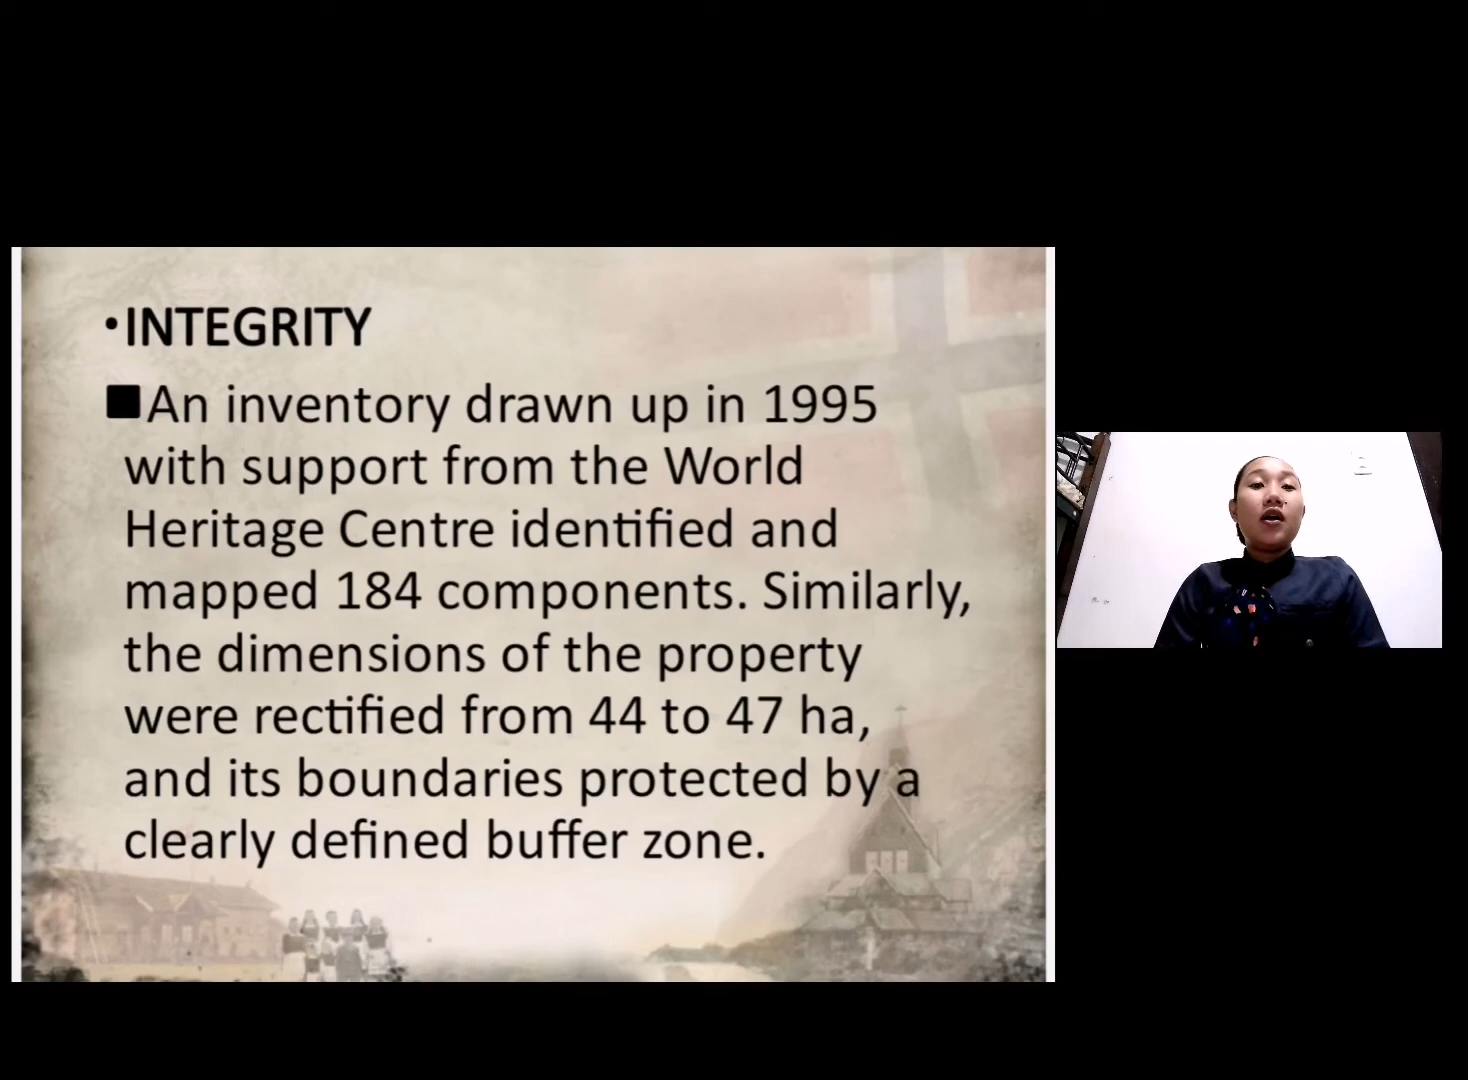 •INTEGRITY
■An inventory drawn up in 1995
with support from the World
Heritage Centre identified and
mapped 184 components. Similarly,
the dimensions of the property
were rectified from 44 to 47 ha,
and its boundaries protected by a
clearly defined buffer zone.